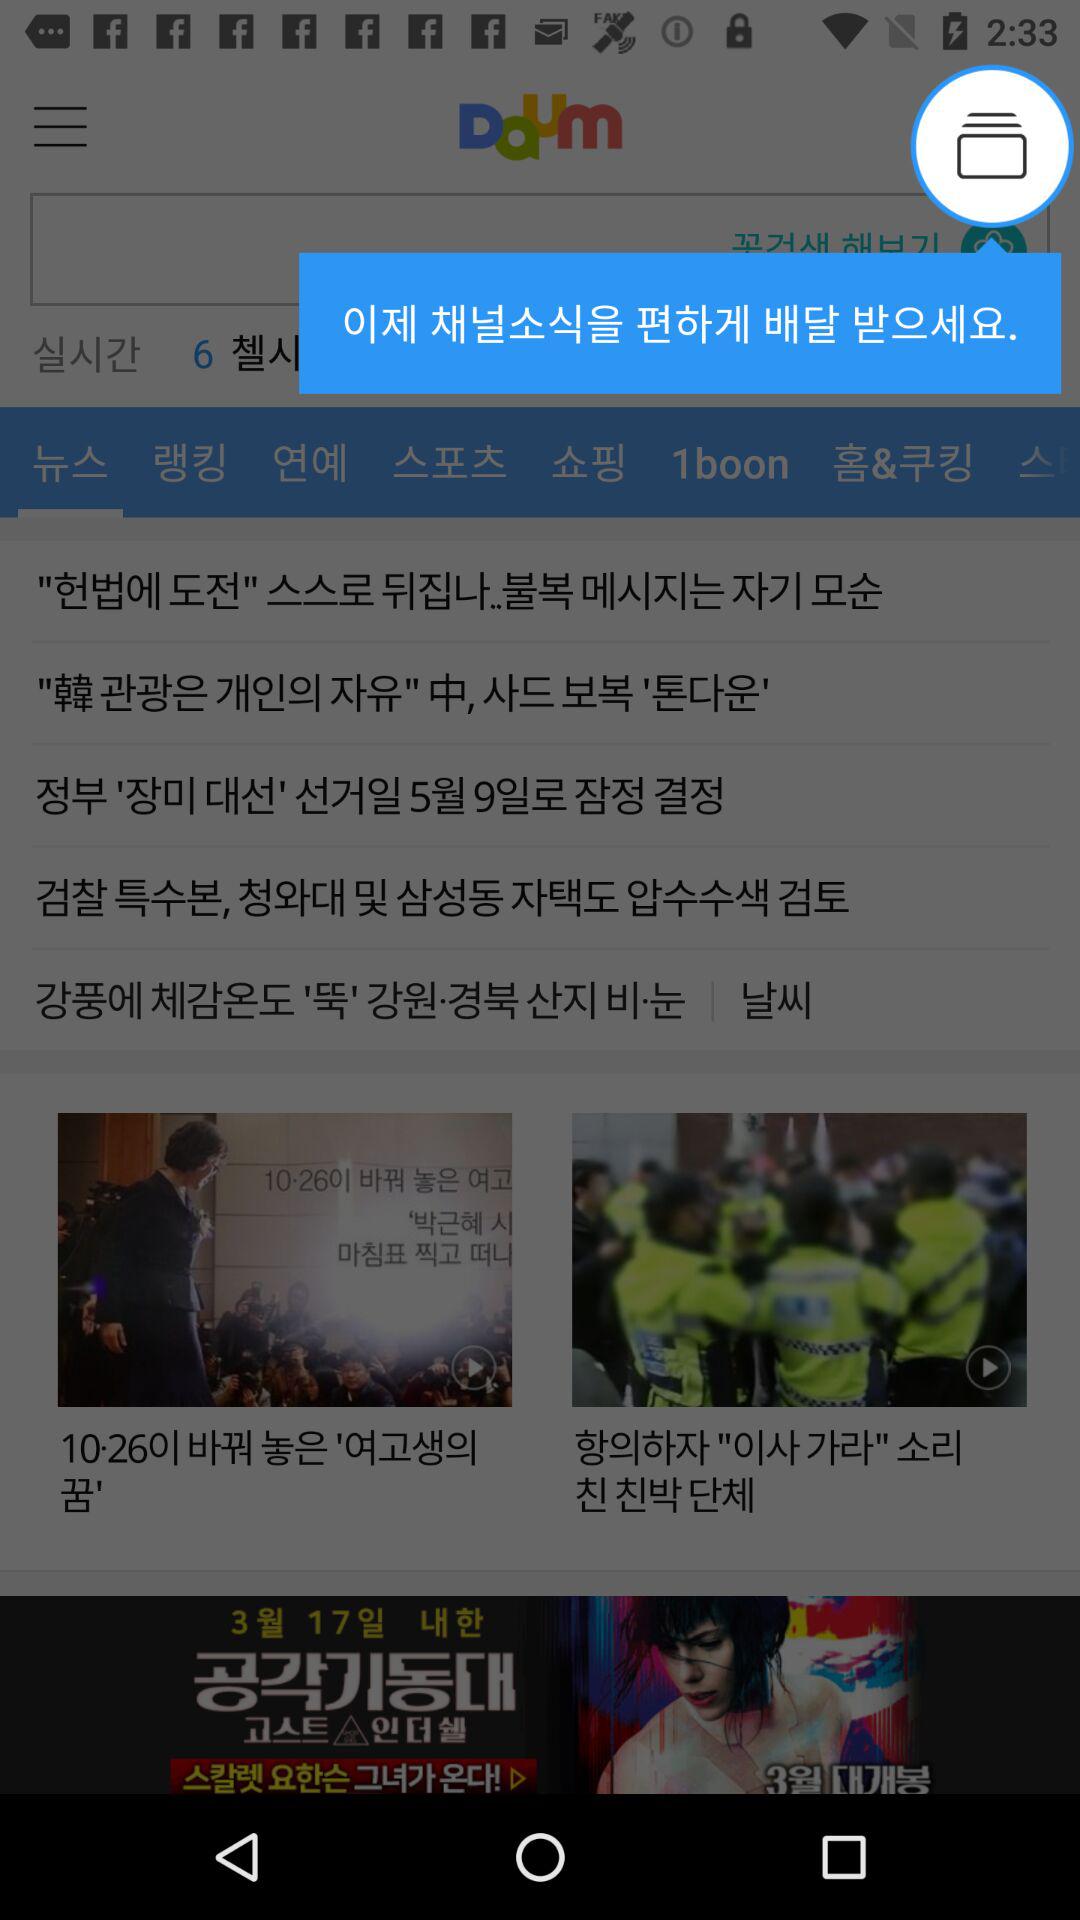 FAKE
2:33
Daum
꽃검색 해보기
이제 채널소식을 편하게 배달 받으세요.
실시간 6 첼시
뉴스 랭킹 연예 스포츠 쇼핑 1boon 홈&쿠킹
"헌법에 도전" 스스로 뒤집나..불복 메시지는 자기 모순
"韓 관광은 개인의 자유" 中, 사드 보복 '톤다운'
정부 '장미 대선' 선거일 5월 9일로 잠정 결정
검찰 특수본, 청와대 및 삼성동 자택도 압수수색 검토
강풍에 체감온도 '뚝' 강원·경북 산지 비·눈 | 날씨
10·26이 바꿔 놓은 여고
'박근혜 시
마침표 찍고 떠나
10·26이 바꿔 놓은 '여고생의
꿈'
항의하자 "이사 가라" 소리
친 친박 단체
3월 17일 내한
공각기동대
고스트 인 더 쉘
스칼렛 요한슨 그녀가 온다!
3월 대개봉